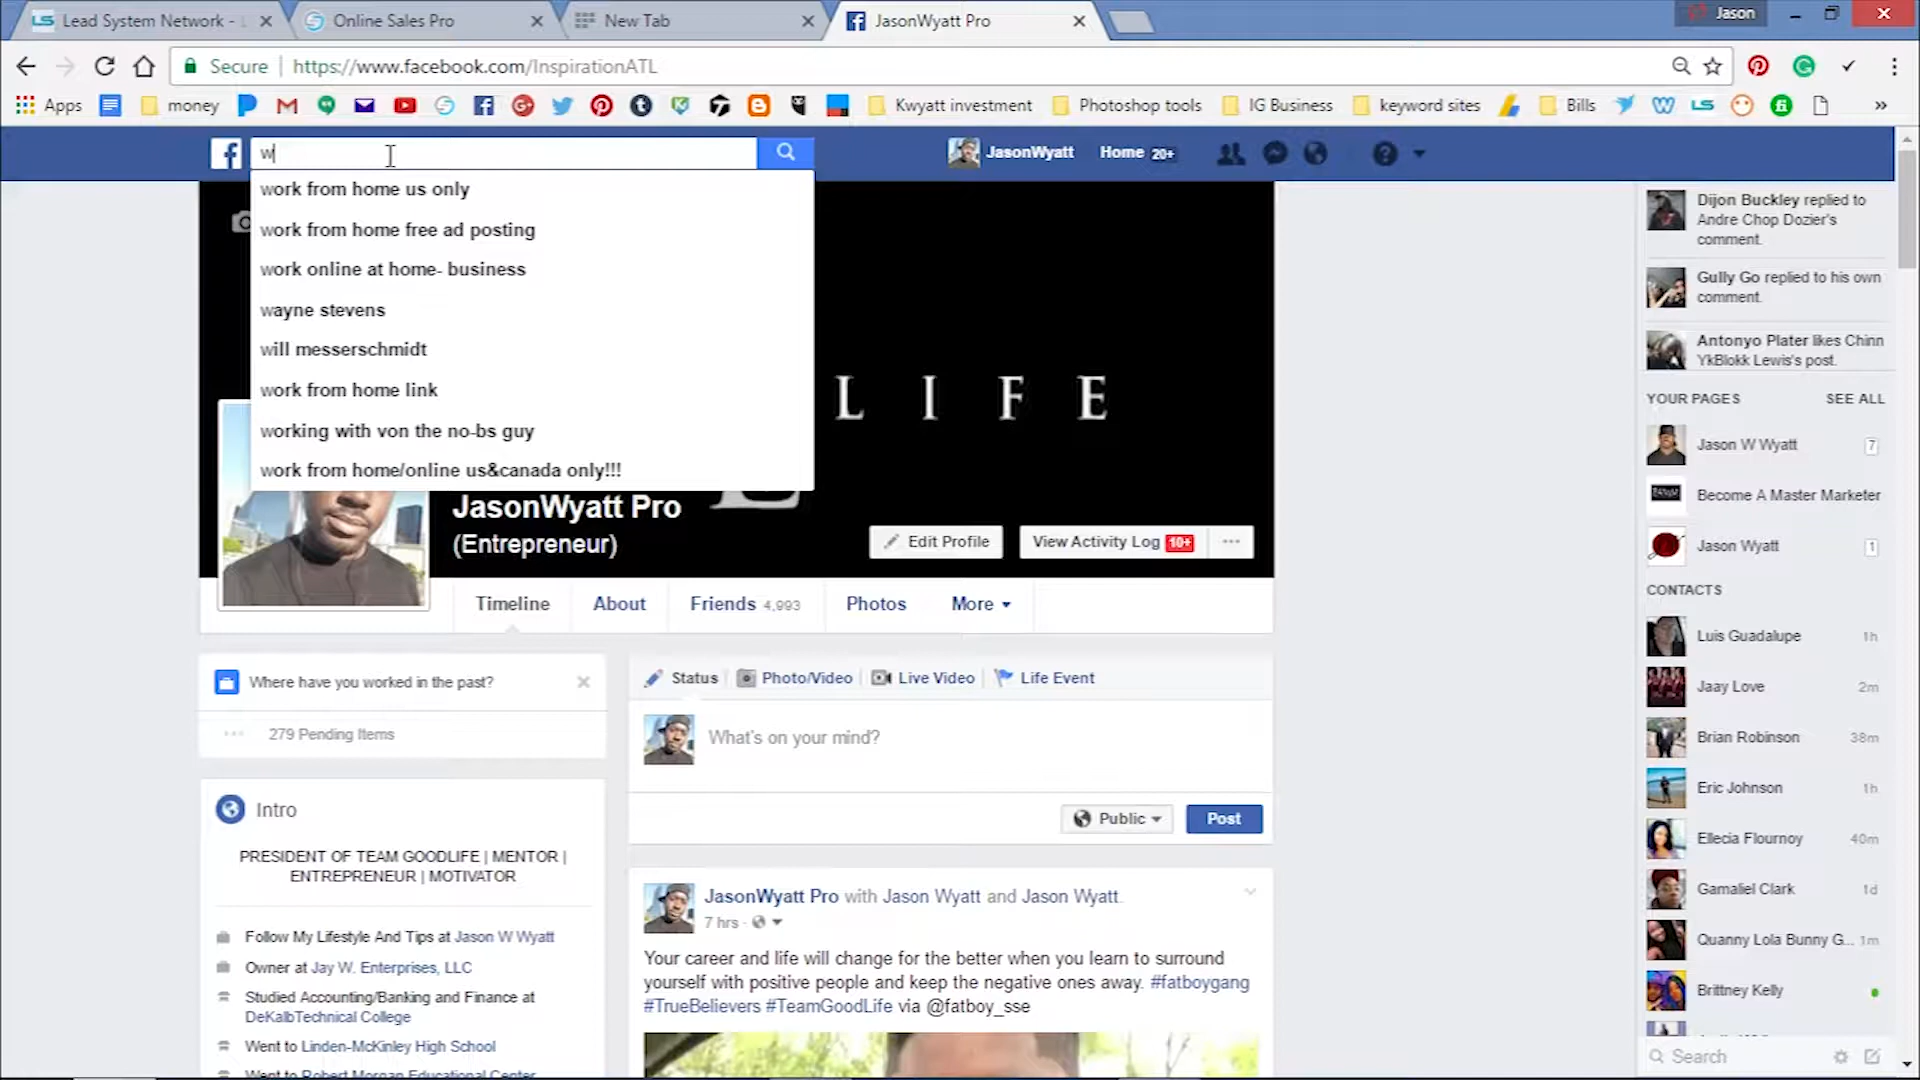 Lead System Network - L
Online Sales Pro
New Tab
JasonWyatt Pro
Jason
Secure
https://www.facebook.com/InspirationATL
Apps
money
Kwyatt investment
Photoshop tools
IG Business
keyword sites
Bills
w
JasonWyatt
Home 20+
work from home us only
work from home free ad posting
work online at home- business
wayne stevens
will messerschmidt
work from home link
working with von the no-bs guy
work from home/online us&canada only!!!
L I F E
JasonWyatt Pro
(Entrepreneur)
Edit Profile
View Activity Log 10+
Timeline
About
Friends 4,993
Photos
More
Where have you worked in the past?
279 Pending Items
Intro
PRESIDENT OF TEAM GOODLIFE | MENTOR |
ENTREPRENEUR | MOTIVATOR
Follow My Lifestyle And Tips at Jason W Wyatt
Owner at Jay W. Enterprises, LLC
Studied Accounting/Banking and Finance at
DeKalbTechnical College
Went to Linden-McKinley High School
Went to Robert Morgan Educational Center
Status
Photo/Video
Live Video
Life Event
What's on your mind?
Public
Post
JasonWyatt Pro with Jason Wyatt and Jason Wyatt.
7 hrs
Your career and life will change for the better when you learn to surround
yourself with positive people and keep the negative ones away. #fatboygang
#TrueBelievers #TeamGoodLife via @fatboy_sse
Dijon Buckley replied to
Andre Chop Dozier's
comment.
Gully Go replied to his own
comment.
Antonyo Plater likes Chinn
YkBlokk Lewis's post.
YOUR PAGES
SEE ALL
Jason W Wyatt 7
Become A Master Marketer
Jason Wyatt 1
CONTACTS
Luis Guadalupe 1h
Jaay Love 2m
Brian Robinson 38m
Eric Johnson 1h
Ellecia Flournoy 40m
Gamaliel Clark 1d
Quanny Lola Bunny G... 1m
Brittney Kelly
Search